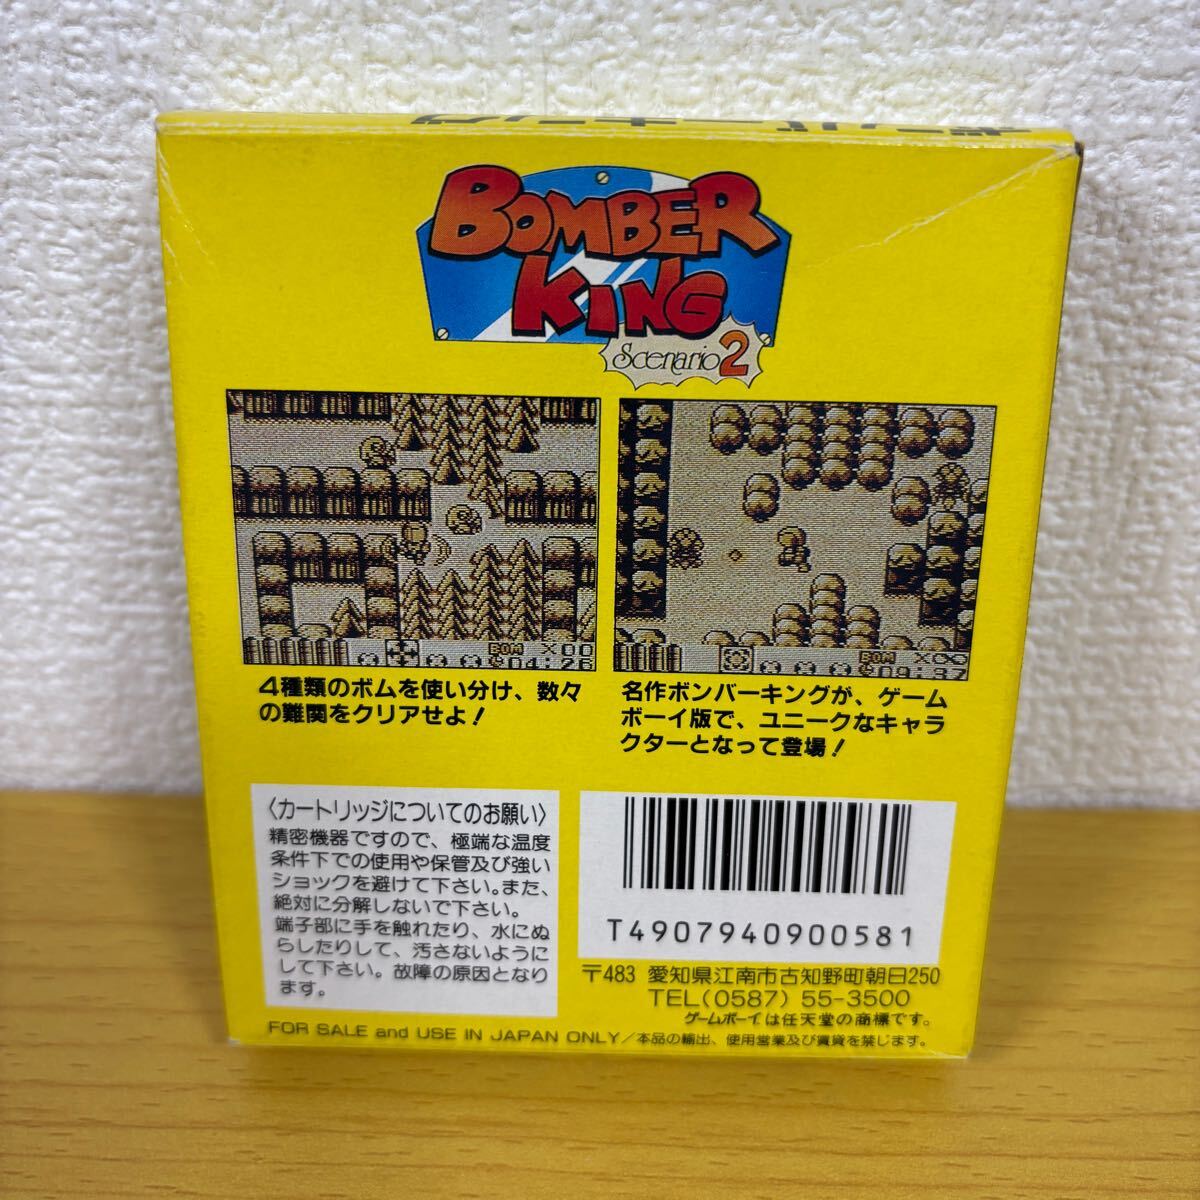 ボンバーキング
BOMBER
KING
Scenario 2
BOM ×00
04:26
BOM ×00
09:37
4種類のボムを使い分け、数々
の難関をクリアせよ!
名作ボンバーキングが、ゲーム
ボーイ版で、ユニークなキャラ
クターとなって登場!
〈カートリッジについてのお願い〉
精密機器ですので、極端な温度
条件下での使用や保管及び強い
ショックを避けて下さい。また、
絶対に分解しないで下さい。
端子部に手を触れたり、水にぬ
らしたりして、汚さないように
して下さい。故障の原因となり
ます。
T4907940900581
〒483 愛知県江南市古知野町朝日250
TEL(0587) 55-3500
ゲームボーイは任天堂の商標です。
FOR SALE and USE IN JAPAN ONLY/本品の輸出、使用営業及び賃貸を禁じます。